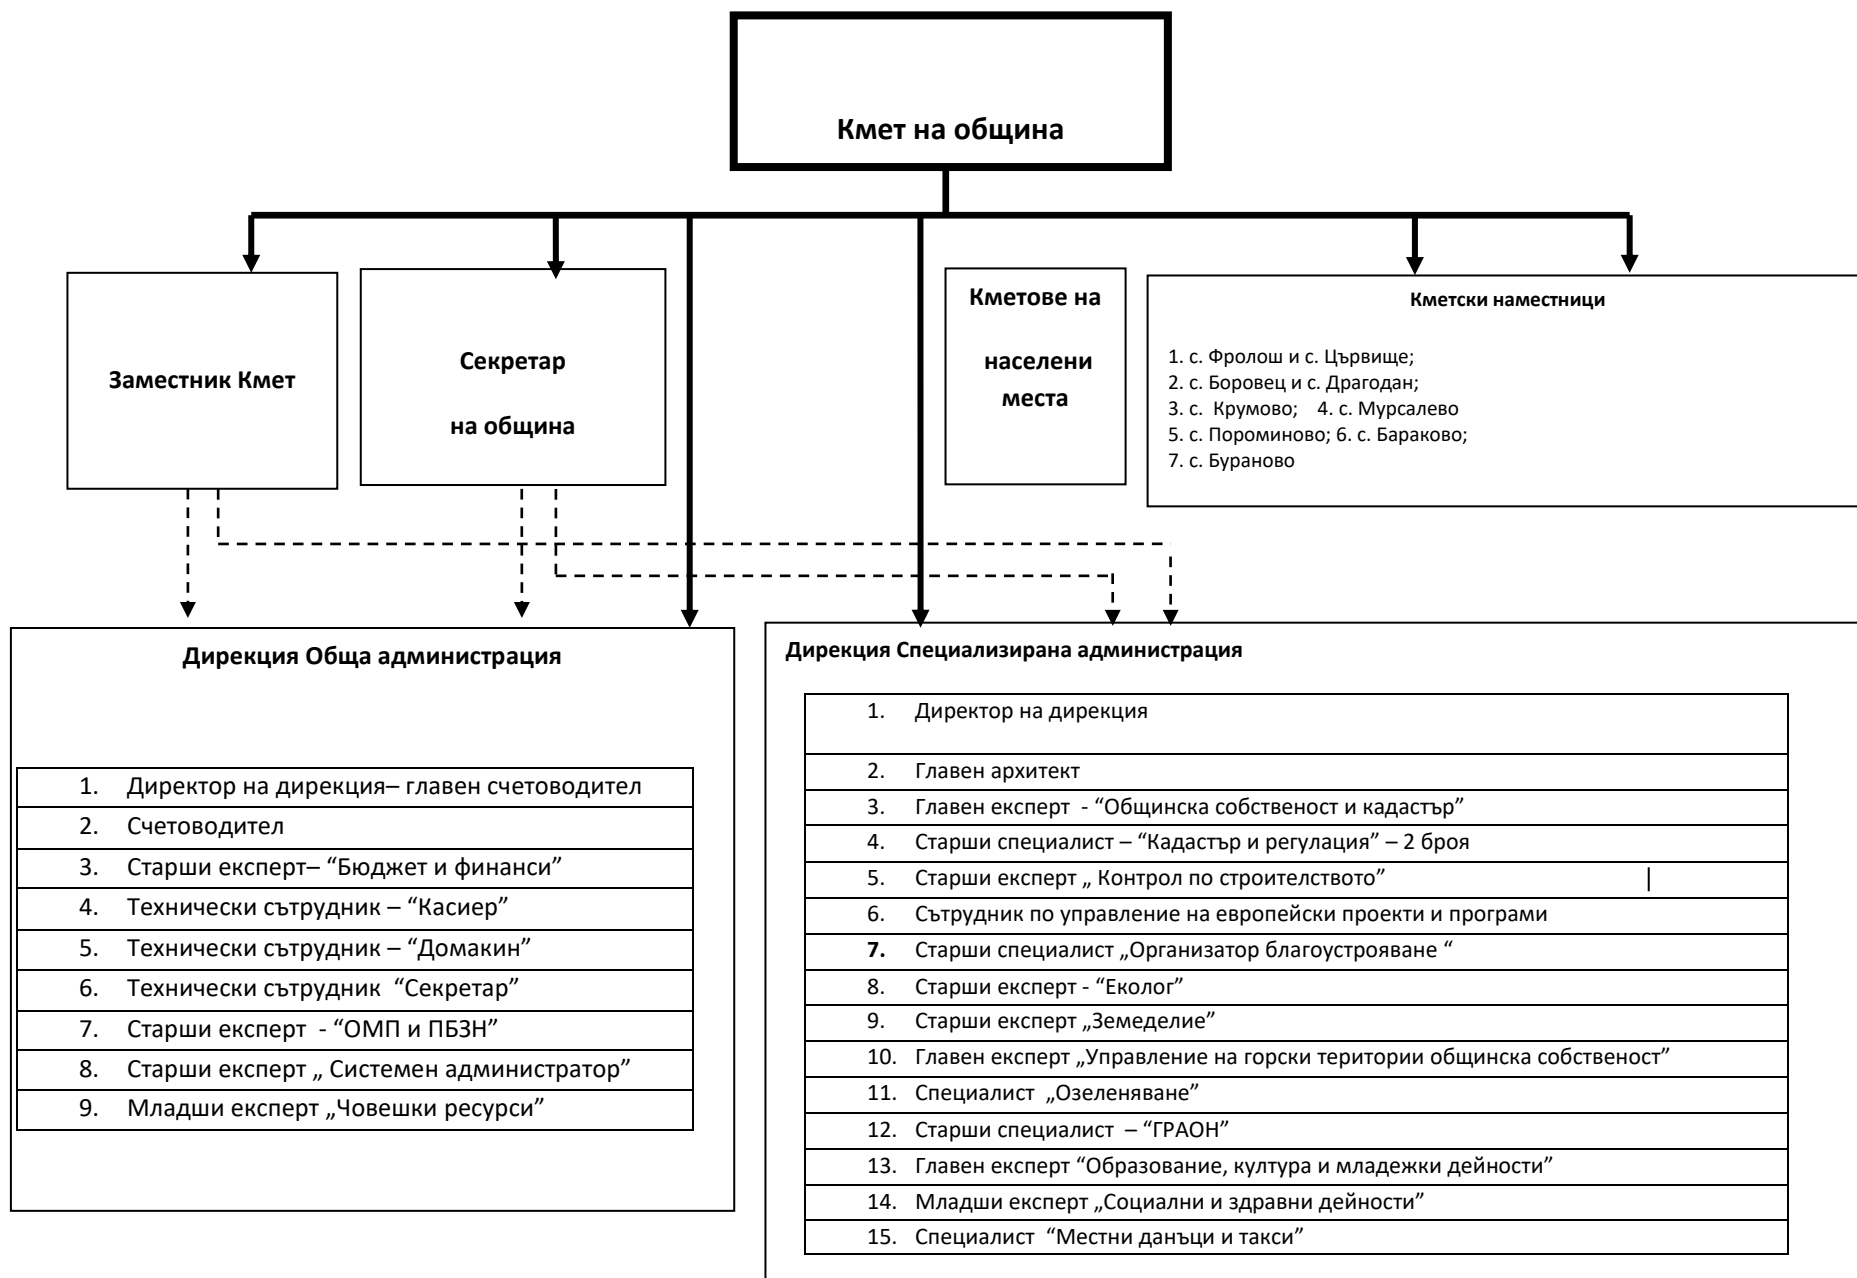 Кмет на община
Заместник Кмет
Секретар
на община
Кметове на
населени
места
Кметски наместници
1. с. Фролош и с. Цървище;
2. с. Боровец и с. Драгодан;
3. с. Крумово; 4. с. Мурсалево
5. с. Пороминово; 6. с. Бараково;
7. с. Бураново
Дирекция Обща администрация
1. Директор на дирекция– главен счетоводител
2. Счетоводител
3. Старши експерт– “Бюджет и финанси”
4. Технически сътрудник – “Касиер”
5. Технически сътрудник – “Домакин”
6. Технически сътрудник “Секретар”
7. Старши експерт - “ОМП и ПБЗН”
8. Старши експерт „ Системен администратор”
9. Младши експерт „Човешки ресурси”
Дирекция Специализирана администрация
1. Директор на дирекция
2. Главен архитект
3. Главен експерт - “Общинска собственост и кадастър”
4. Старши специалист – “Кадастър и регулация” – 2 броя
5. Старши експерт „ Контрол по строителството” |
6. Сътрудник по управление на европейски проекти и програми
7. Старши специалист „Организатор благоустрояване “
8. Старши експерт - “Еколог”
9. Старши експерт „Земеделие”
10. Главен експерт „Управление на горски територии общинска собственост”
11. Специалист „Озеленяване”
12. Старши специалист – “ГРАОН”
13. Главен експерт “Образование, култура и младежки дейности”
14. Младши експерт „Социални и здравни дейности”
15. Специалист “Местни данъци и такси”